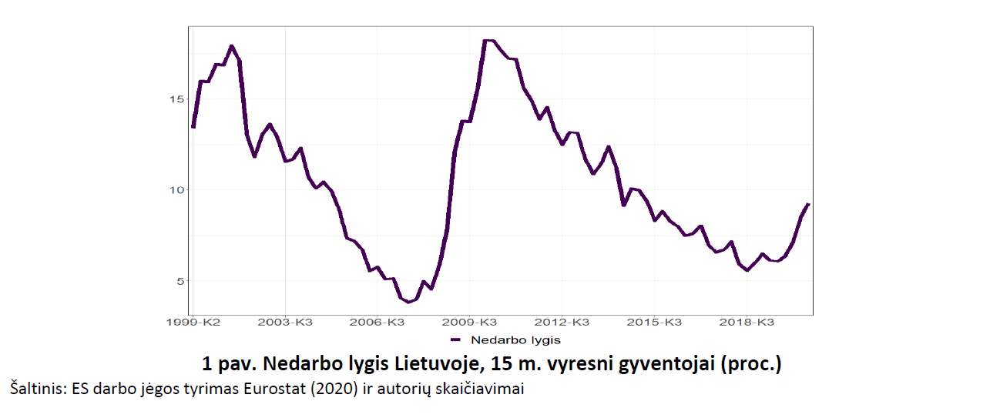 15
10
5
1999-K2 2003-K3 2006-K3 2009-K3 2012-K3 2015-K3 2018-K3
Nedarbo lygis
1 pav. Nedarbo lygis Lietuvoje, 15 m. vyresni gyventojai (proc.)
Šaltinis: ES darbo jėgos tyrimas Eurostat (2020) ir autorių skaičiavimai